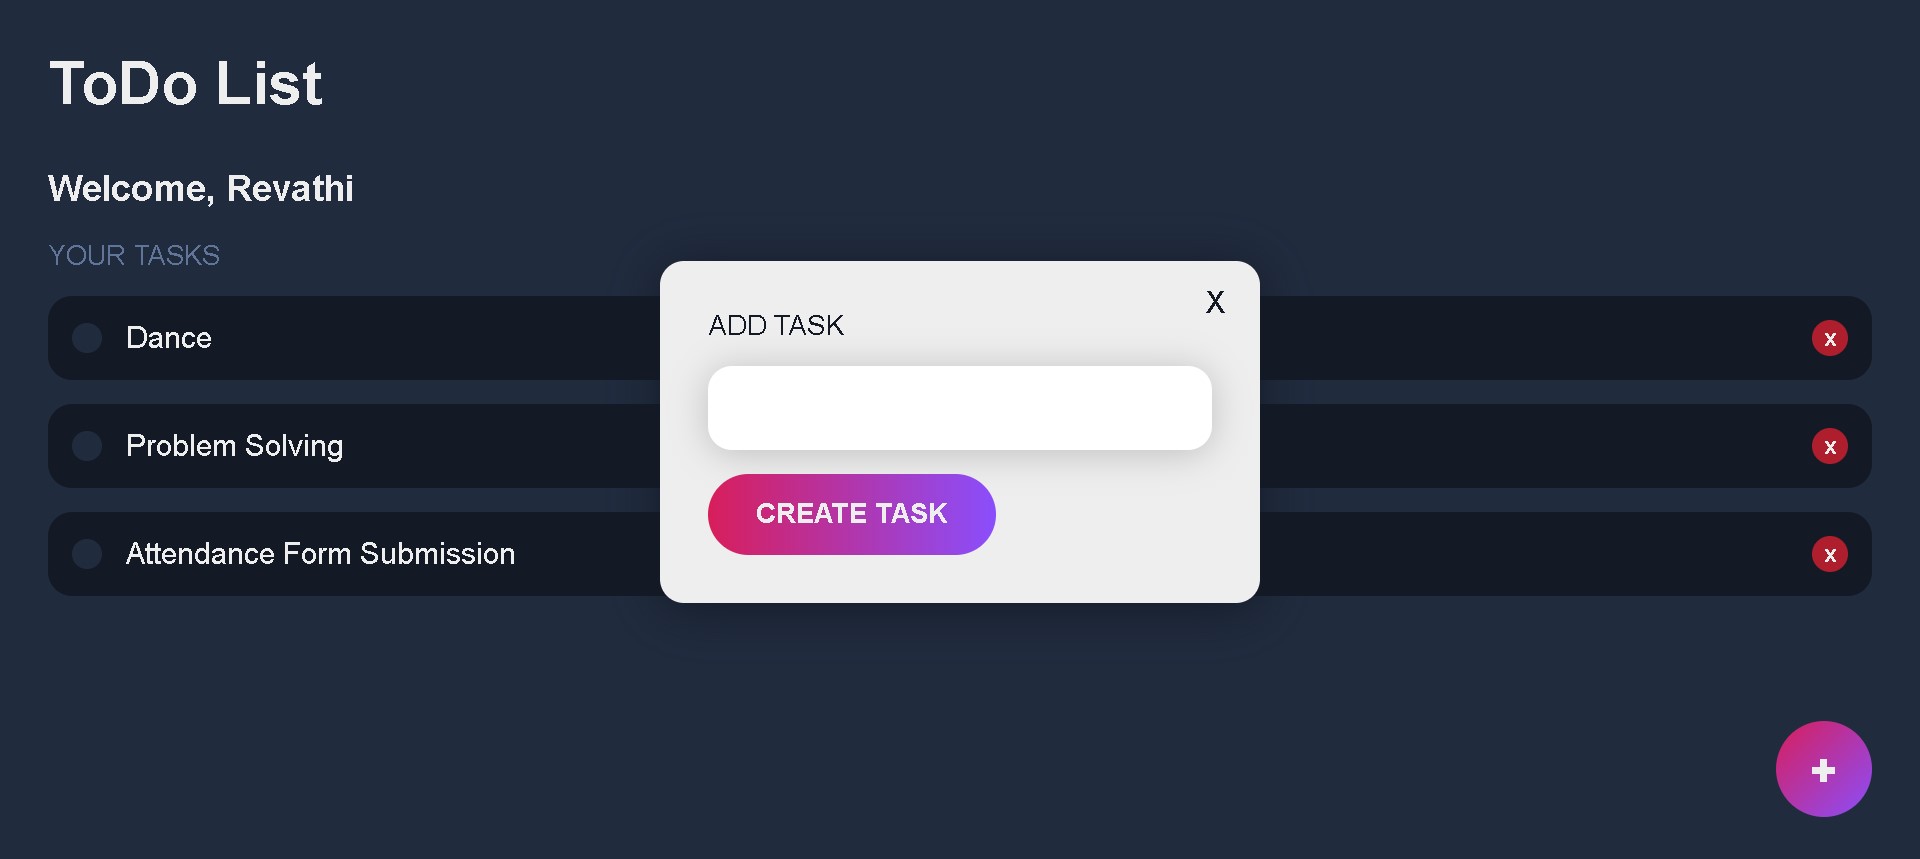 ToDo List
Welcome, Revathi
YOUR TASKS
Dance
x
Problem Solving
x
Attendance Form Submission
x
X
ADD TASK
CREATE TASK
+